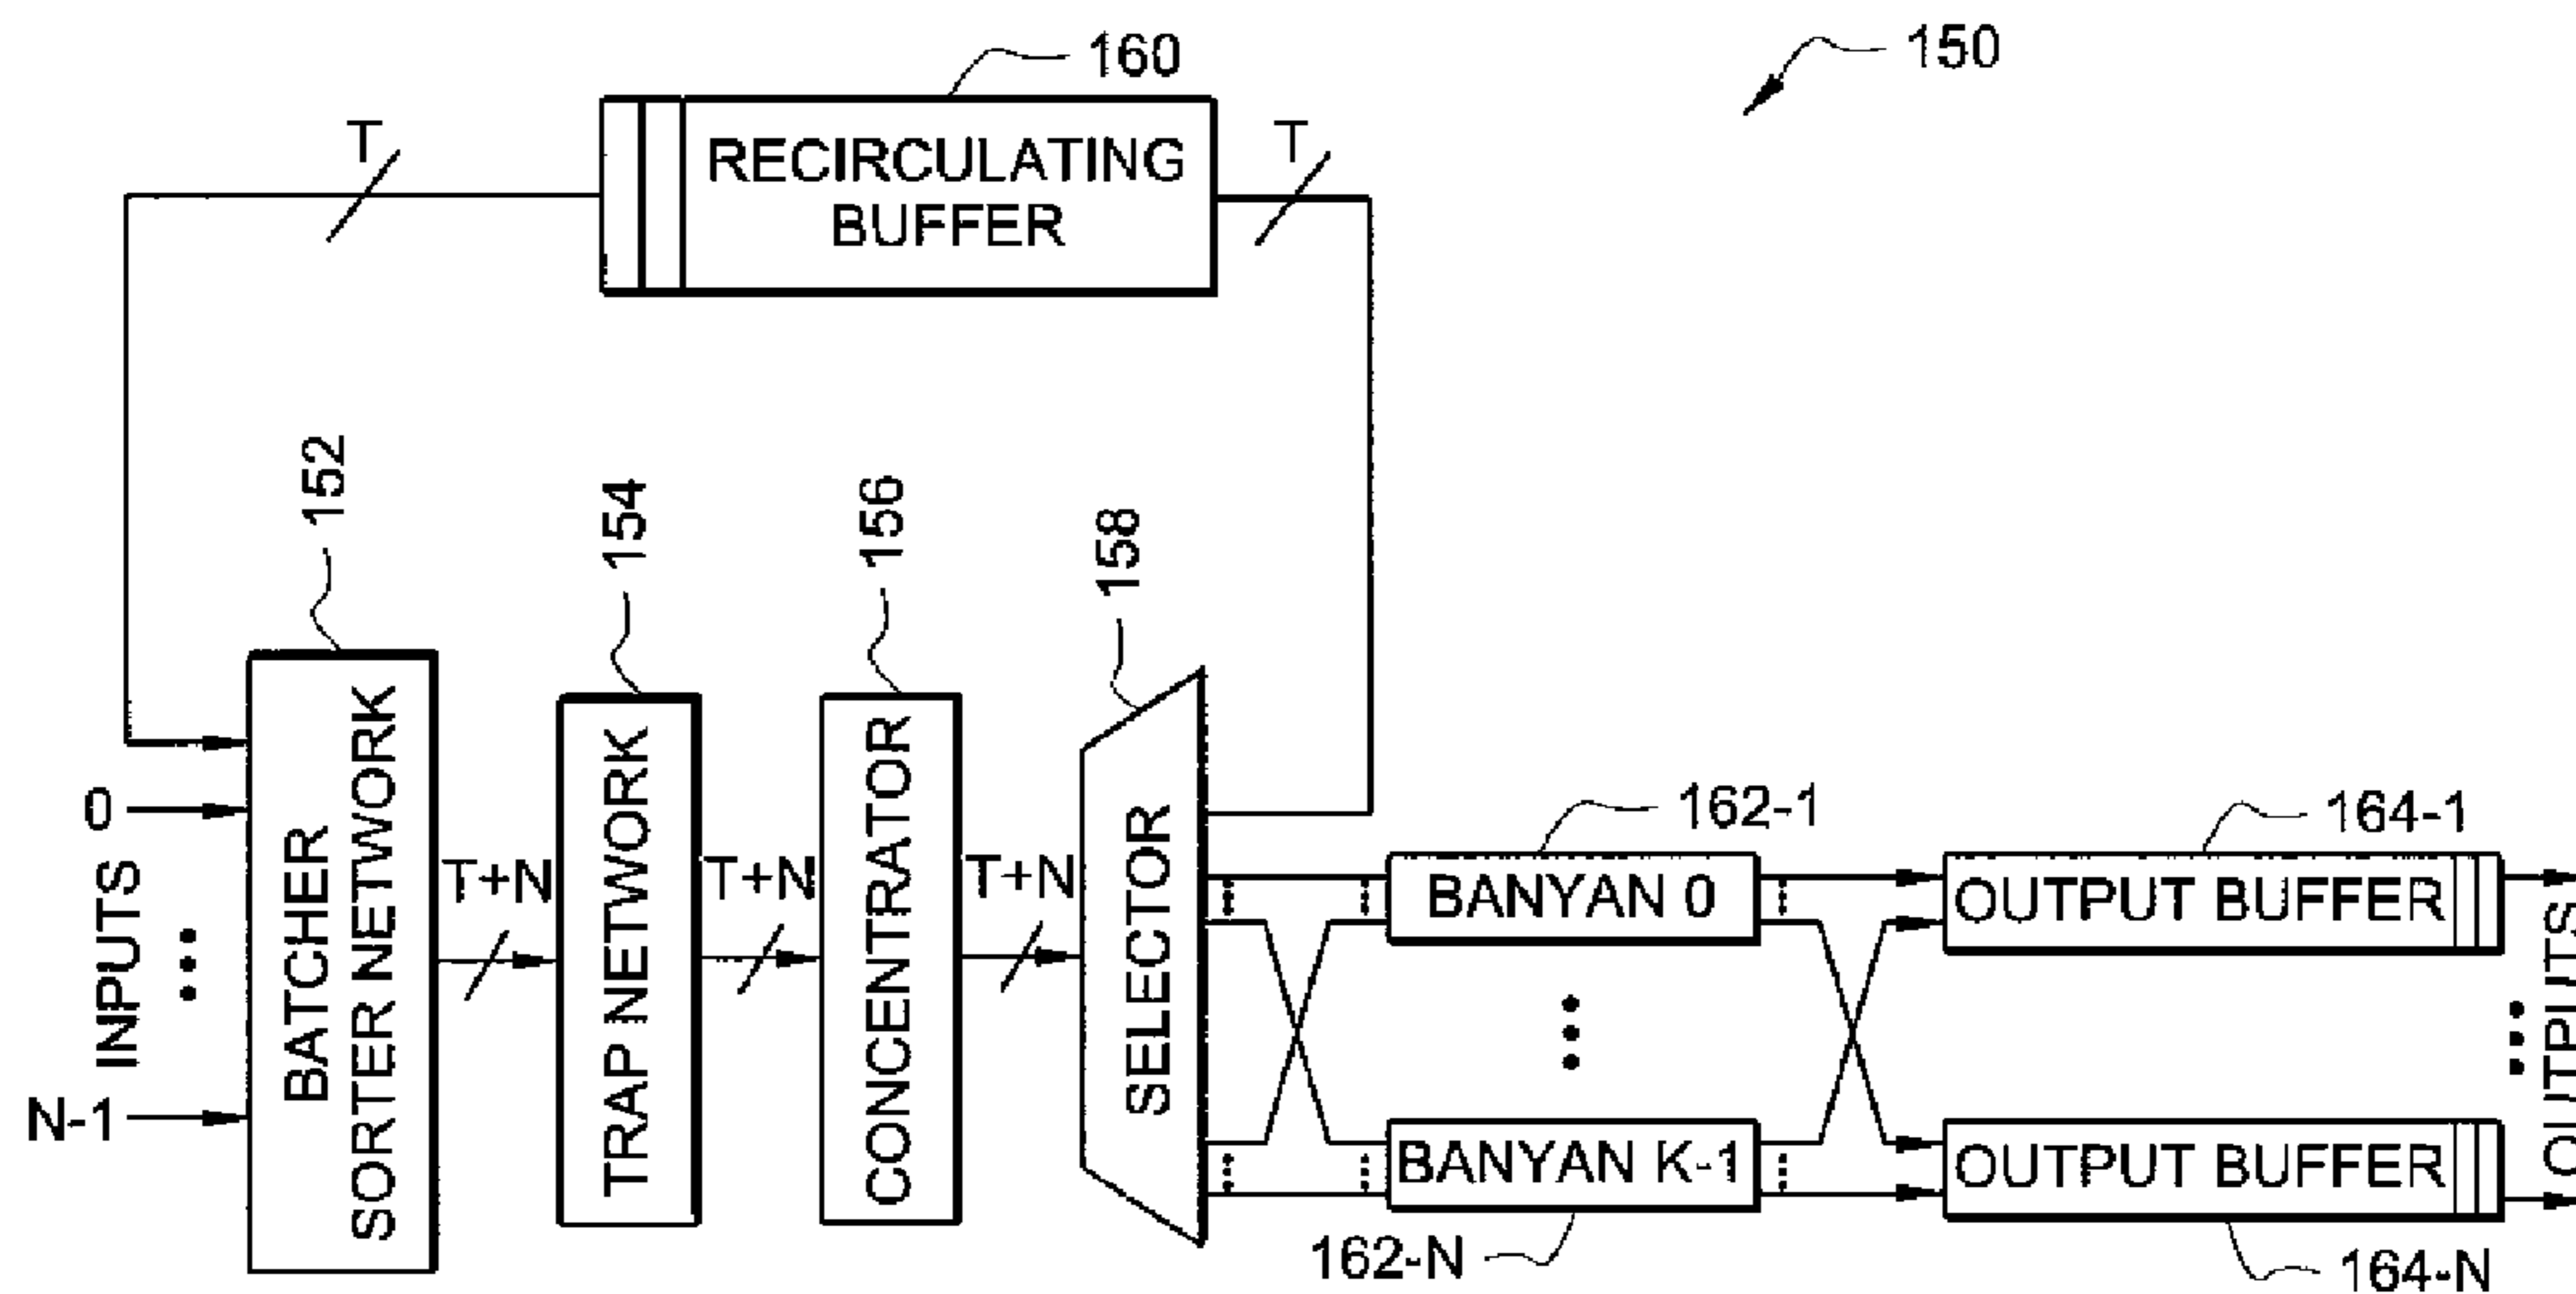 160
150
T
T
RECIRCULATING
BUFFER
152
154
156
158
0
INPUTS
N-1
BATCHER
SORTER NETWORK
T+N
TRAP NETWORK
T+N
CONCENTRATOR
T+N
SELECTOR
162-1
BANYAN 0
BANYAN K-1
162-N
164-1
OUTPUT BUFFER
OUTPUT BUFFER
164-N
OUTPUTS